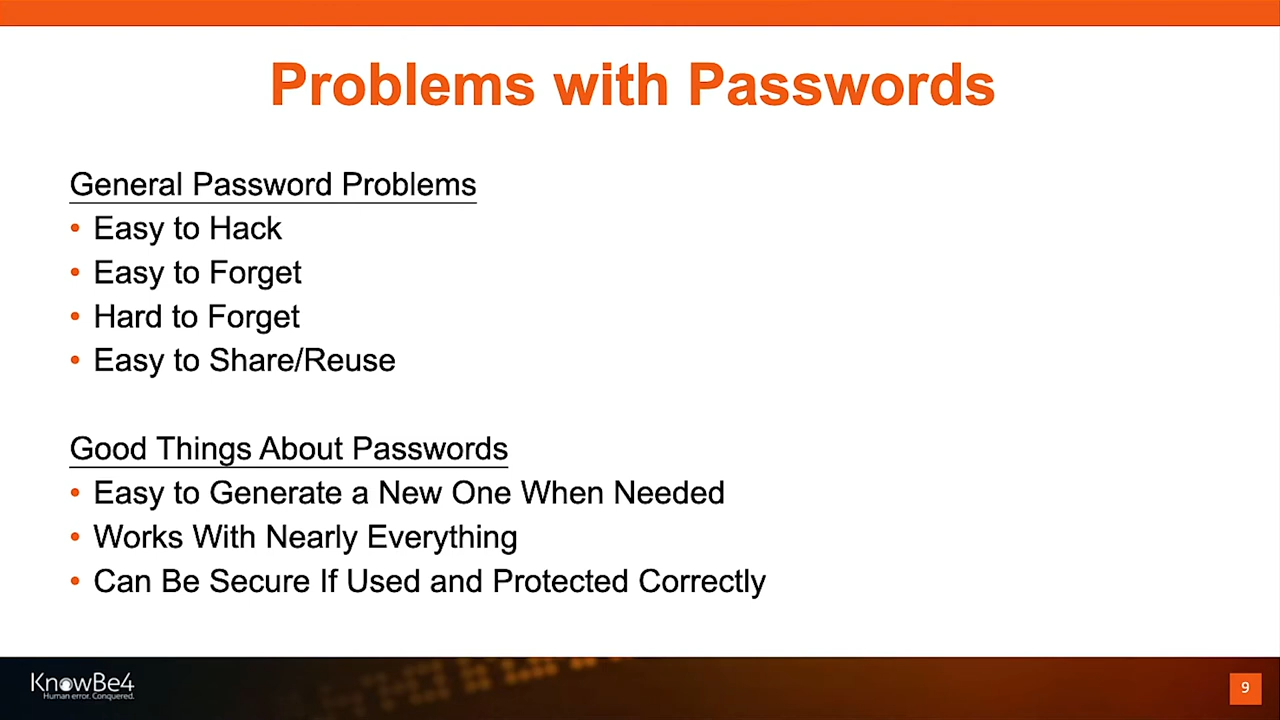 Problems with Passwords
General Password Problems
• Easy to Hack
• Easy to Forget
• Hard to Forget
• Easy to Share/Reuse
Good Things About Passwords
• Easy to Generate a New One When Needed
• Works With Nearly Everything
• Can Be Secure If Used and Protected Correctly
KnowBe4
Human error. Conquered.
9